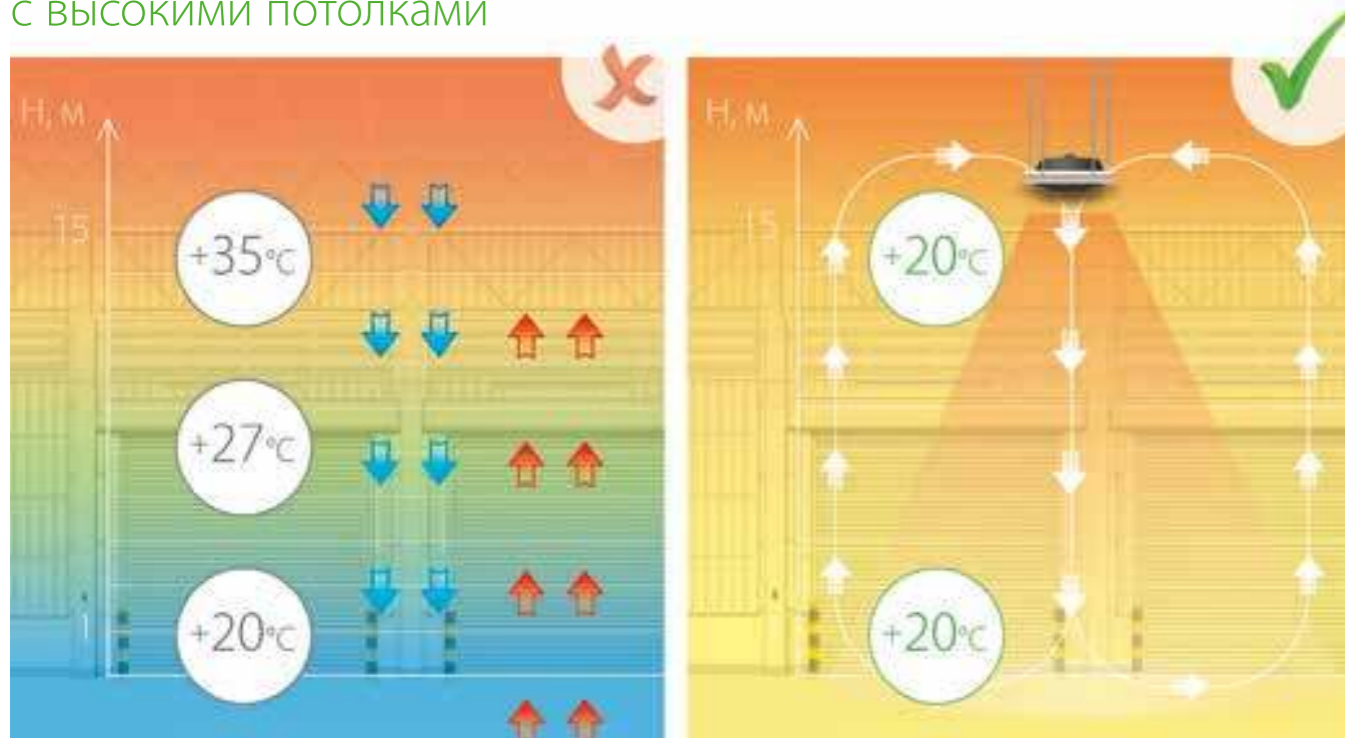 с высокими потолками
Н, м
15
+35°C
+27°C
1
+20°C
Н, м
15
+20°C
+20°C